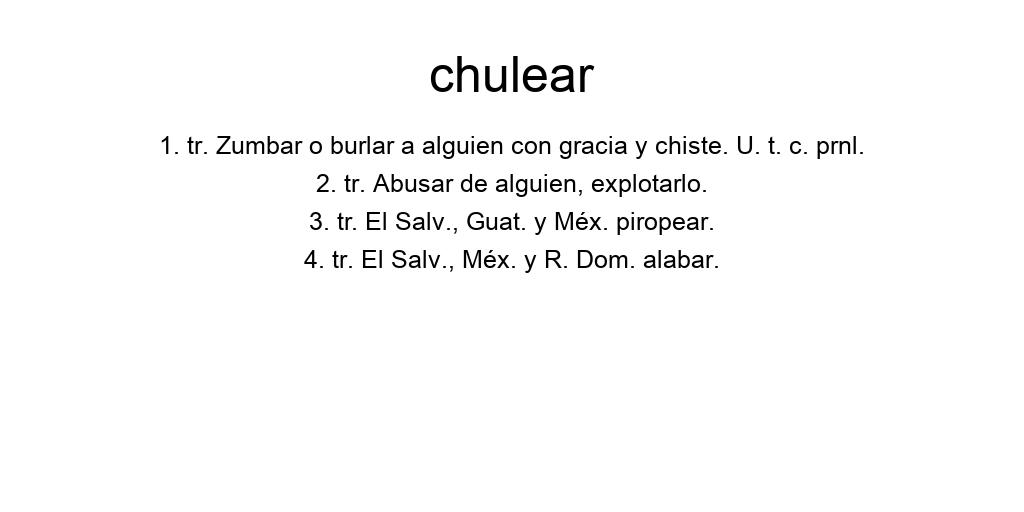 chulear
1. tr. Zumbar o burlar a alguien con gracia y chiste. U. t. c. prnl.
2. tr. Abusar de alguien, explotarlo.
3. tr. El Salv., Guat. y Méx. piropear.
4. tr. El Salv., Méx. y R. Dom. alabar.